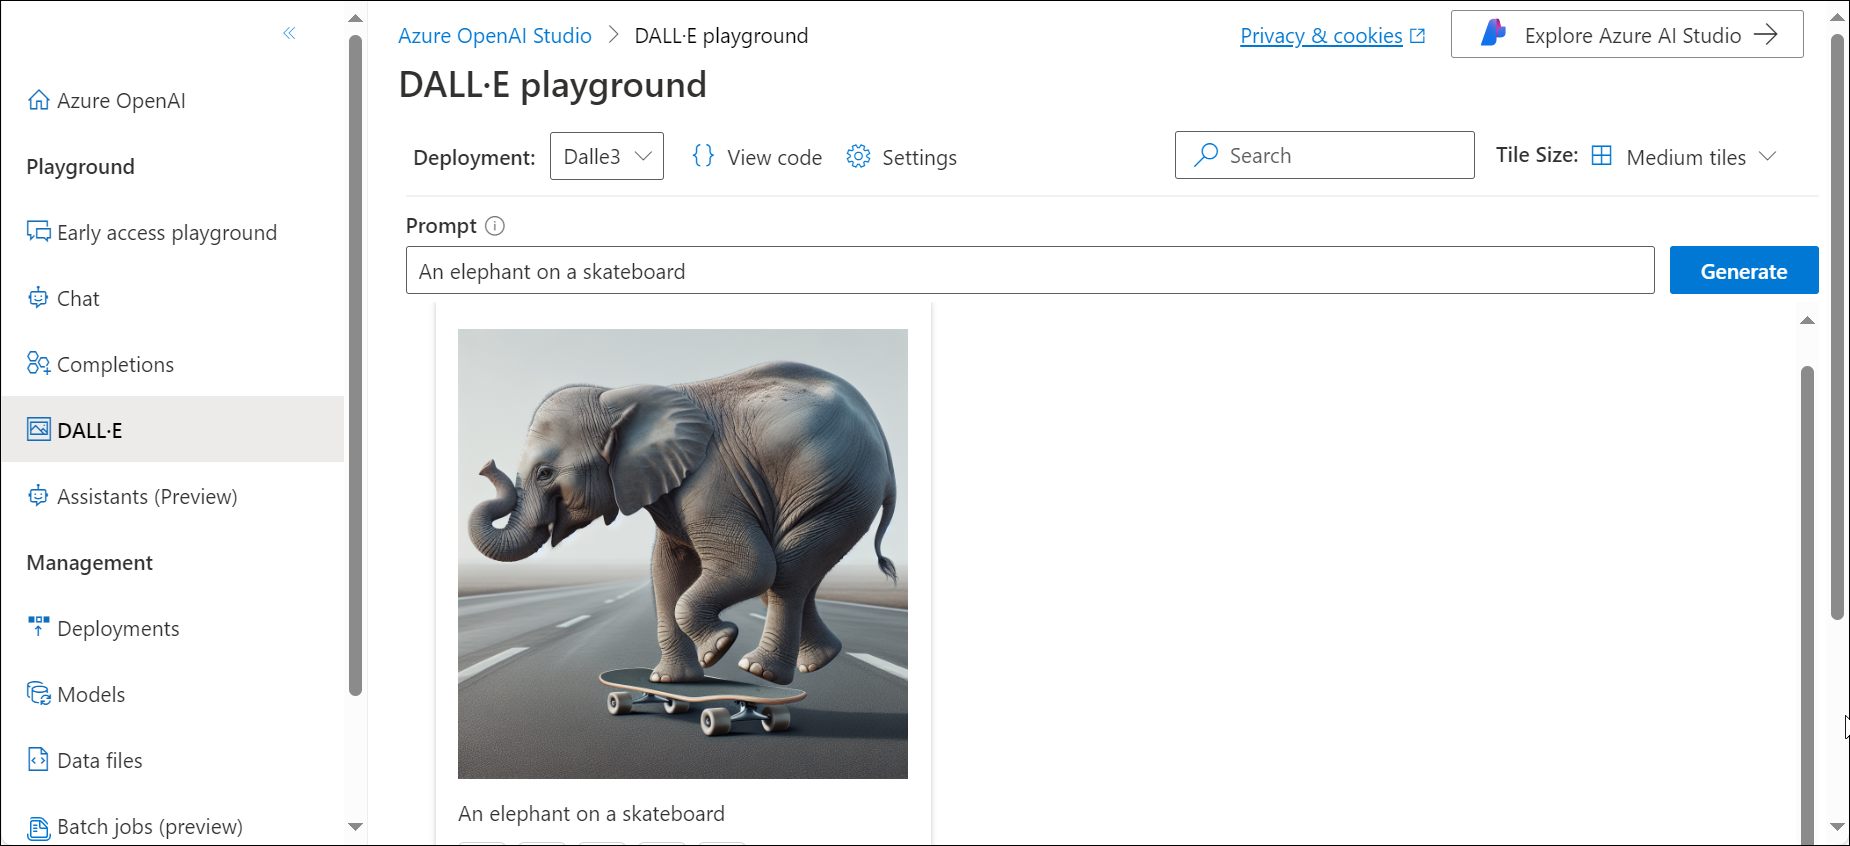 Azure OpenAI
Playground
Early access playground
Chat
Completions
DALL·E
Assistants (Preview)
Management
Deployments
Models
Data files
Batch jobs (preview)
Azure OpenAI Studio > DALL·E playground
Privacy & cookies
Explore Azure AI Studio
DALL·E playground
Deployment: Dalle3 View code Settings
Search
Tile Size: Medium tiles
Prompt
An elephant on a skateboard
Generate
An elephant on a skateboard